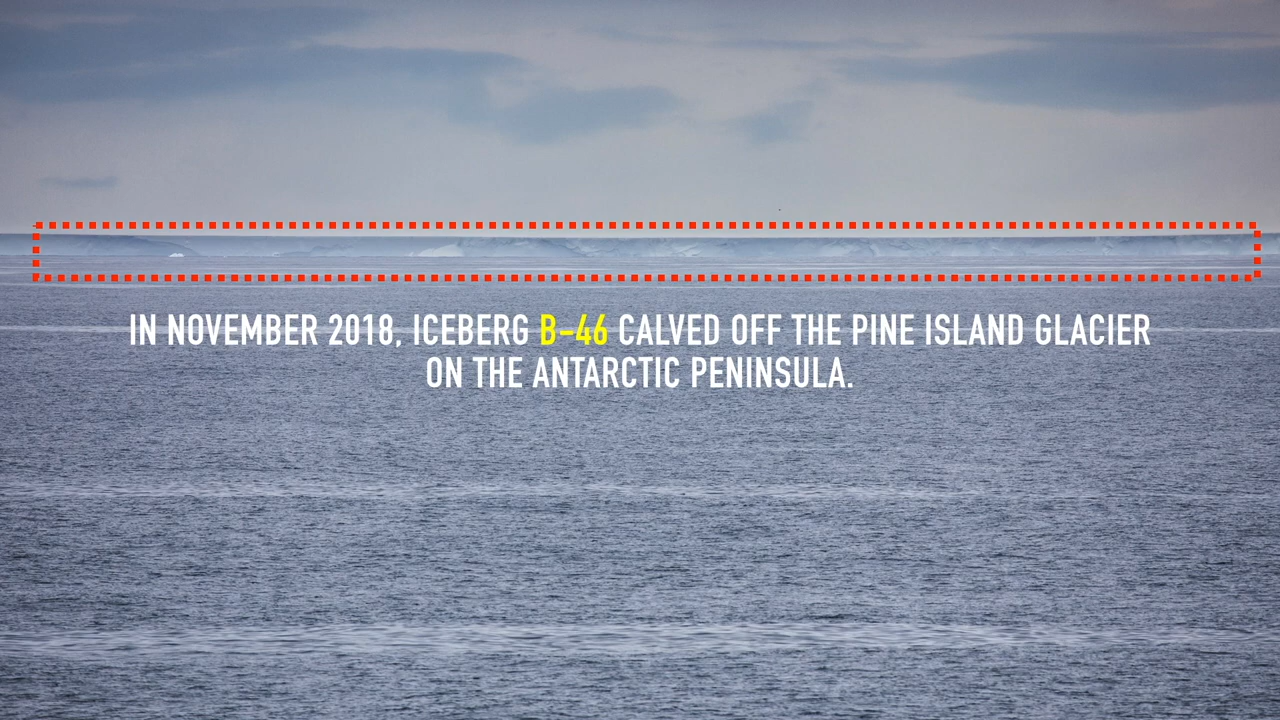 IN NOVEMBER 2018, ICEBERG B-46 CALVED OFF THE PINE ISLAND GLACIER
ON THE ANTARCTIC PENINSULA.